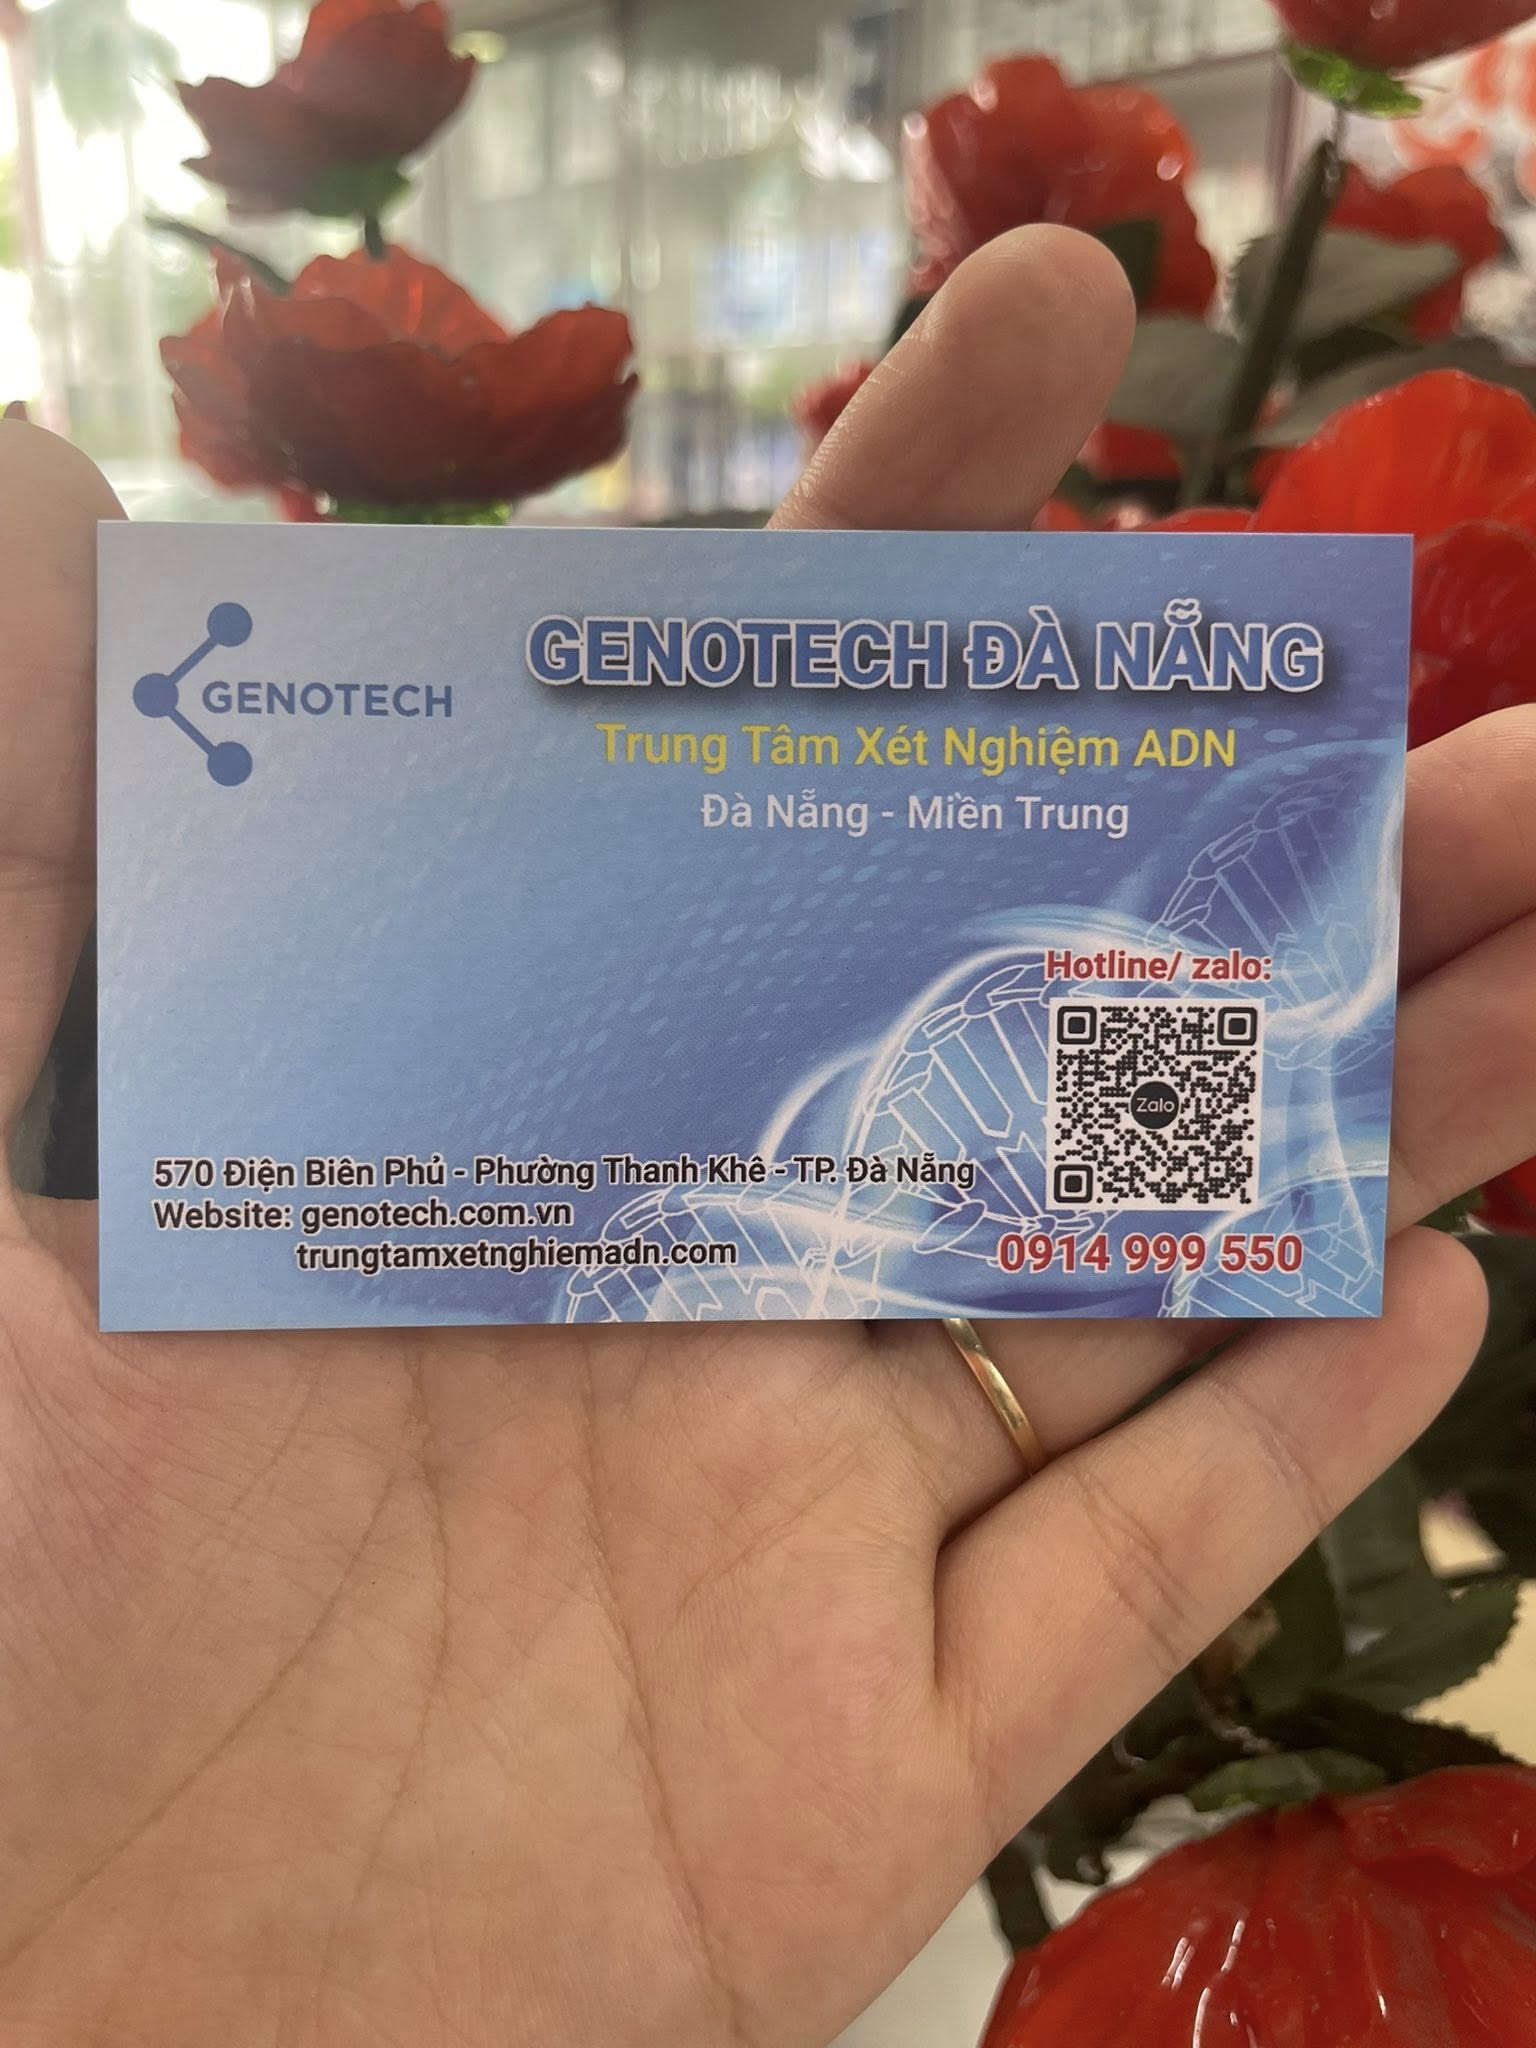 GENOTECH
GENOTECH ĐÀ NẴNG
Trung Tâm Xét Nghiệm ADN
Đà Nẵng - Miền Trung
Hotline/ zalo:
Zalo
570 Điện Biên Phủ - Phường Thanh Khê - TP. Đà Nẵng
Website: genotech.com.vn
trungtamxetnghiemadn.com
0914 999 550